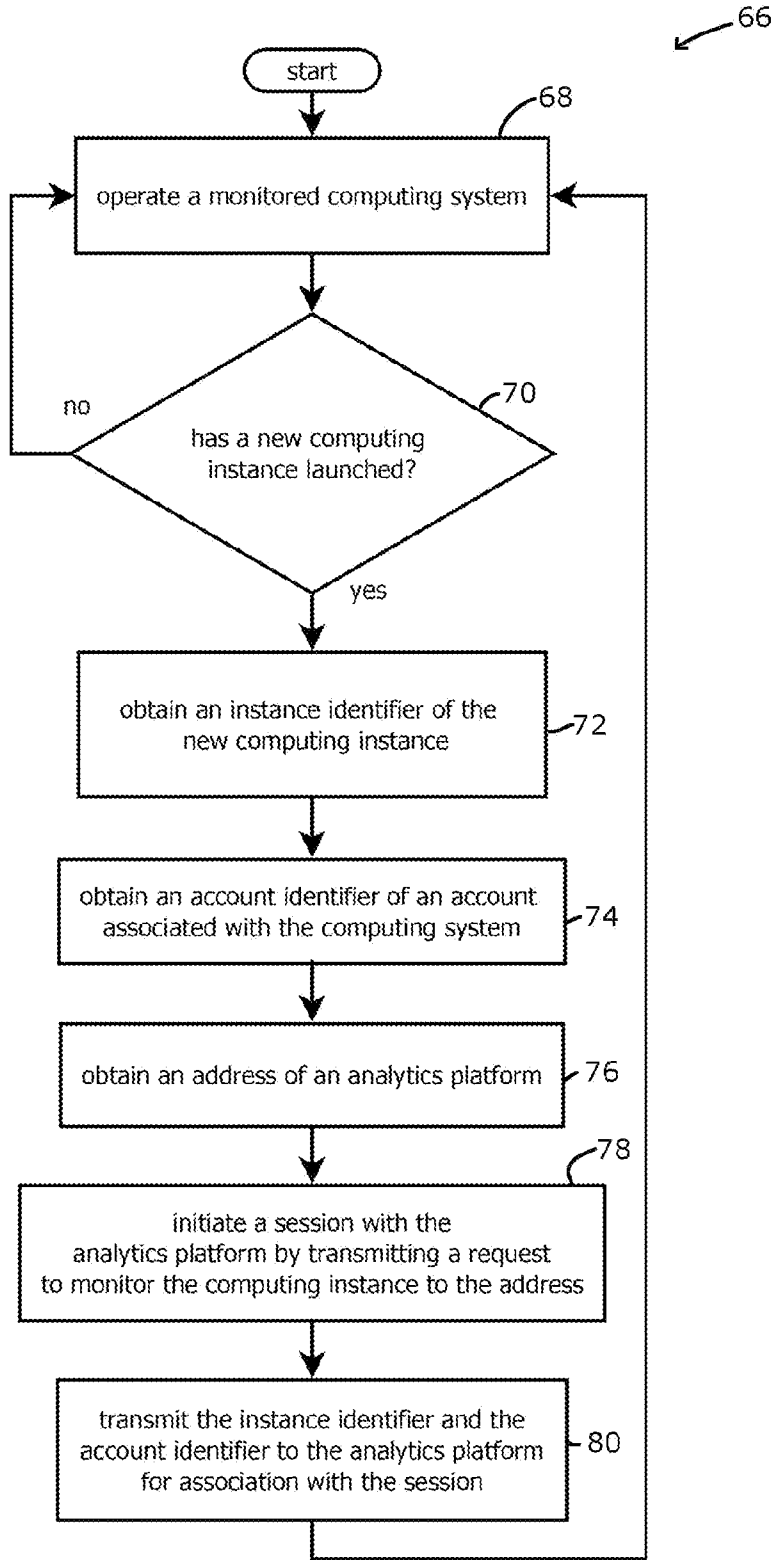 66
start
68
operate a monitored computing system
70
no
has a new computing
instance launched?
yes
obtain an instance identifier of the
new computing instance
72
obtain an account identifier of an account
associated with the computing system
74
obtain an address of an analytics platform
76
78
initiate a session with the
analytics platform by transmitting a request
to monitor the computing instance to the address
transmit the instance identifier and the
account identifier to the analytics platform
for association with the session
80